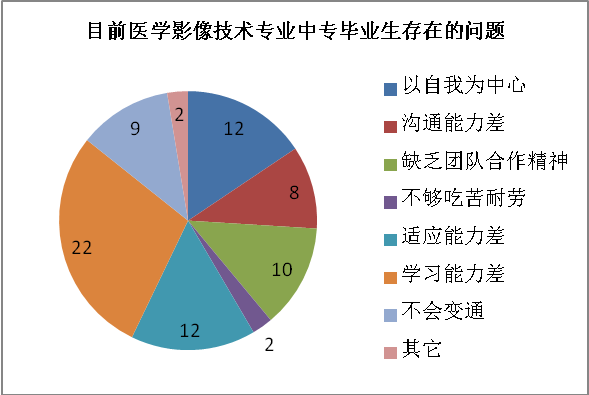 目前医学影像技术专业中专毕业生存在的问题
12
8
10
2
12
22
9
2
以自我为中心
沟通能力差
缺乏团队合作精神
不够吃苦耐劳
适应能力差
学习能力差
不会变通
其它